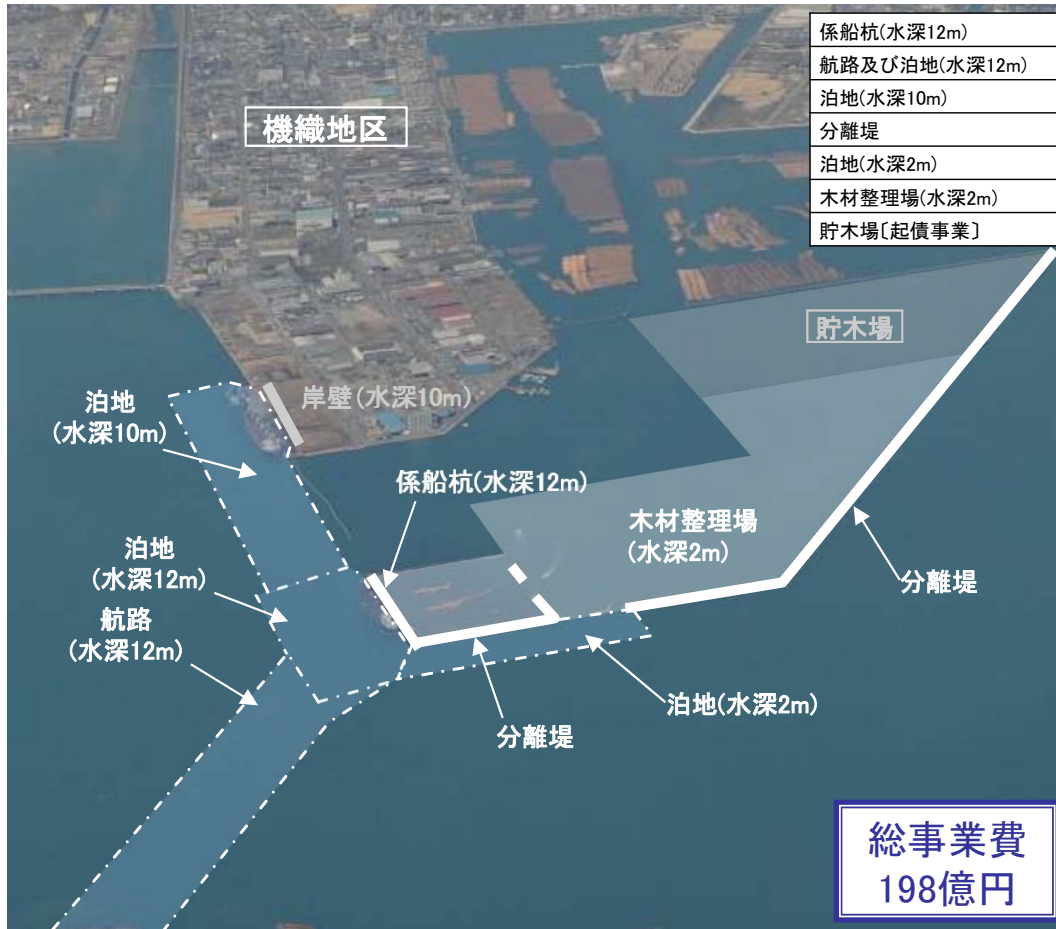 係船杭(水深12m)
航路及び泊地(水深12m)
泊地(水深10m)
分離堤
泊地(水深2m)
木材整理場(水深2m)
貯木場〔起債事業〕
機織地区
貯木場
岸壁(水深10m)
泊地
(水深10m)
係船杭(水深12m)
木材整理場
(水深2m)
泊地
(水深12m)
分離堤
航路
(水深12m)
泊地(水深2m)
分離堤
総事業費
198億円